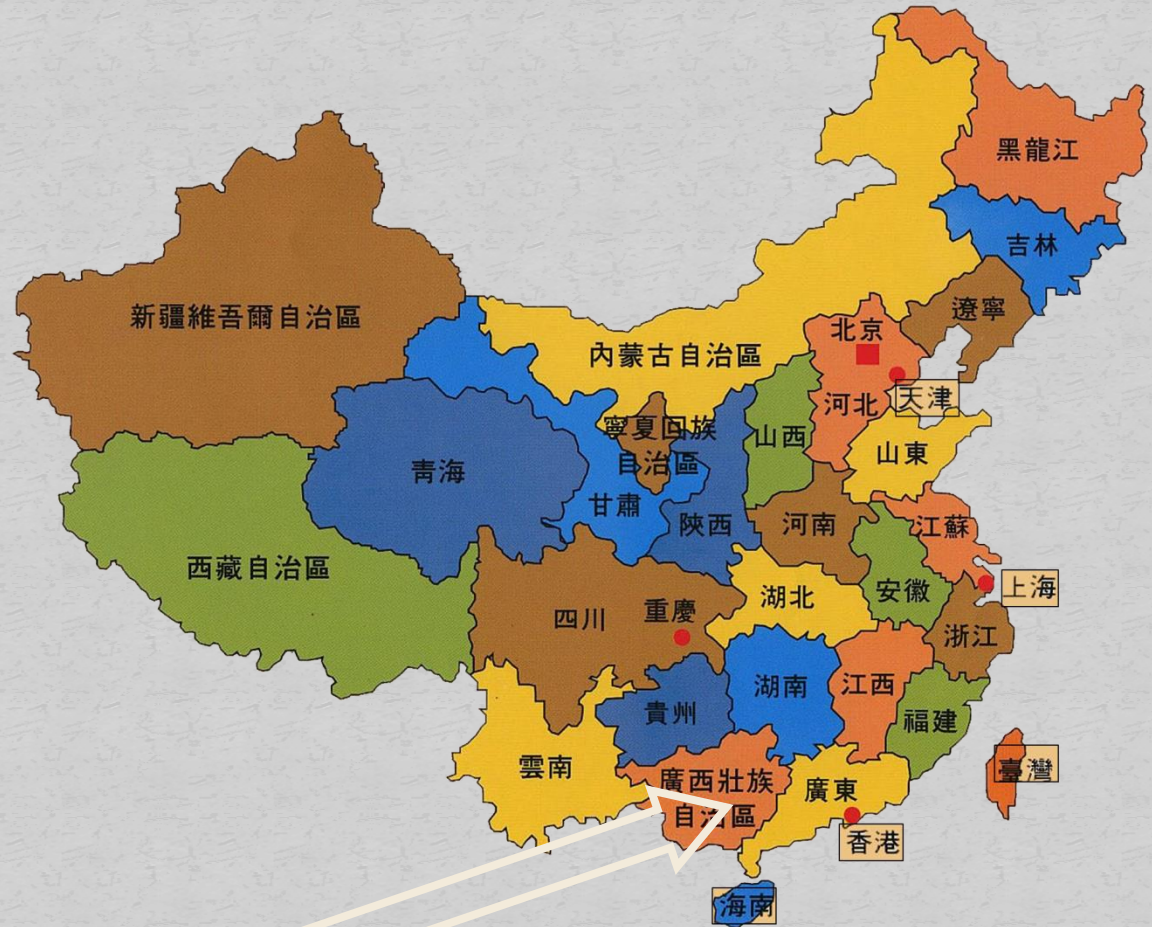 黑龍江
吉林
遼寧
北京
新疆維吾爾自治區
內蒙古自治區
天津
河北
寧夏回族
自治區
山西
山東
青海
甘肅
陝西
河南
江蘇
西藏自治區
安徽
上海
湖北
四川
重慶
浙江
湖南
江西
貴州
福建
雲南
廣西壯族
自治區
廣東
臺灣
香港
海南